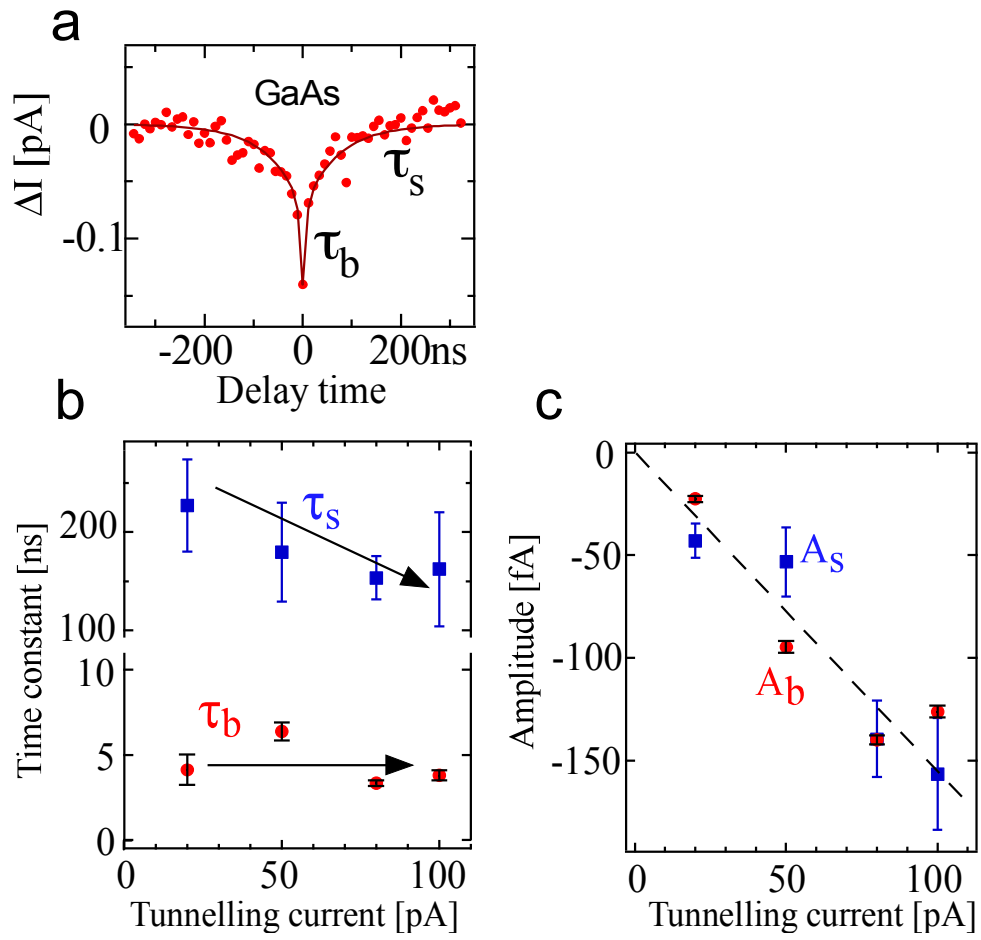 a
GaAs
ΔI [pA]
0
-0.1
τs
τb
-200
0
200ns
Delay time
b
Time constant [ns]
200
100
10
5
0
τs
τb
0
50
100
Tunnelling current [pA]
c
Amplitude [fA]
0
-50
-100
-150
As
Ab
0
50
100
Tunnelling current [pA]